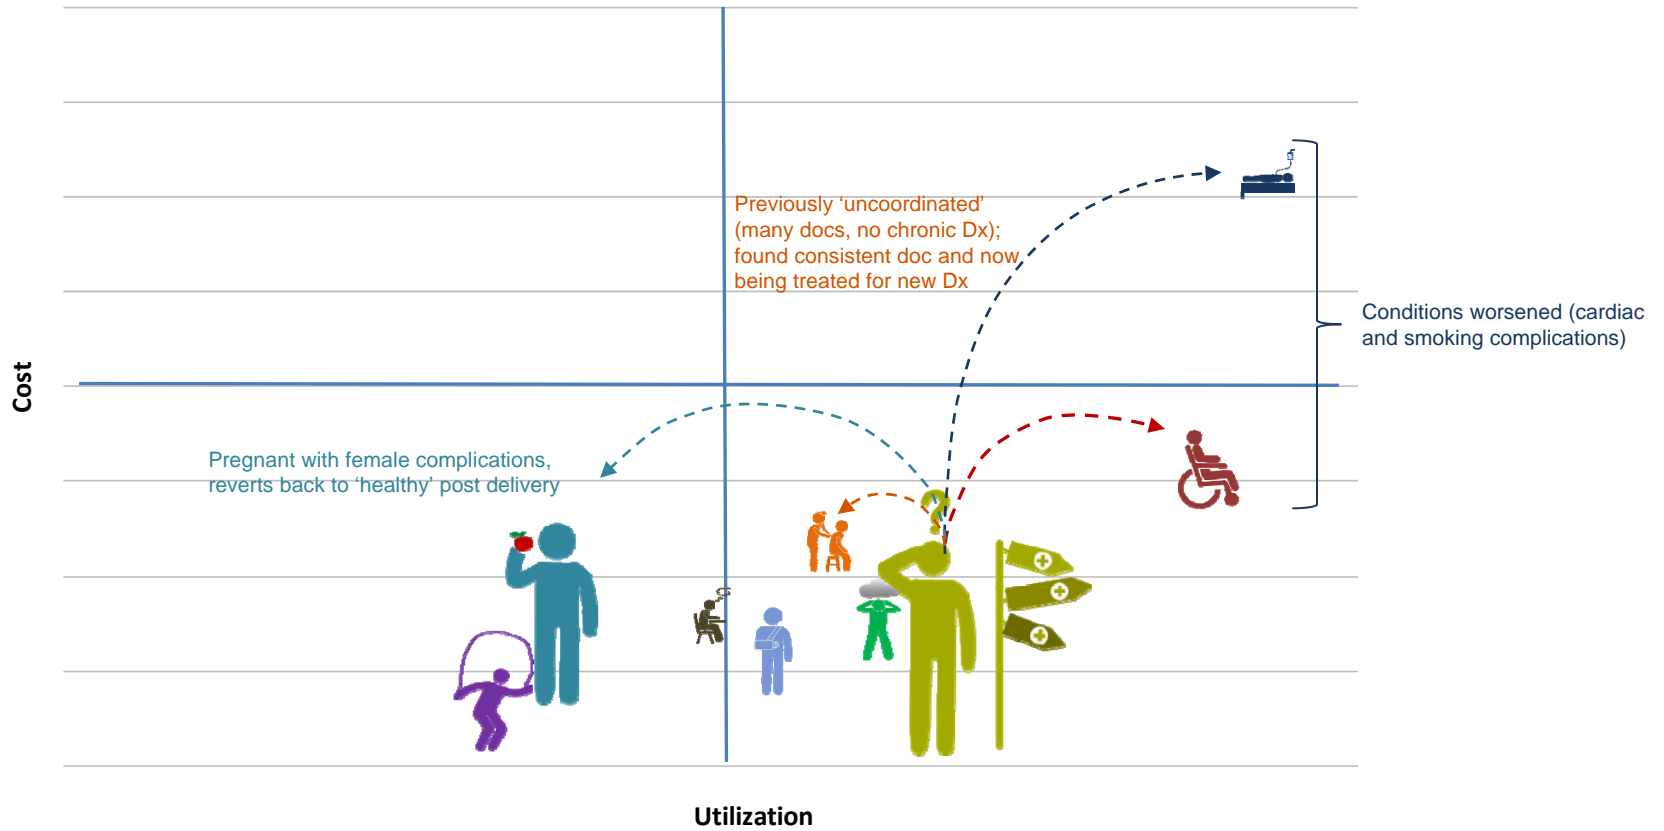 Previously ‘uncoordinated’
(many docs, no chronic Dx);
found consistent doc and now
being treated for new Dx
Conditions worsened (cardiac
and smoking complications)
Cost
Pregnant with female complications,
reverts back to ‘healthy’ post delivery
Utilization